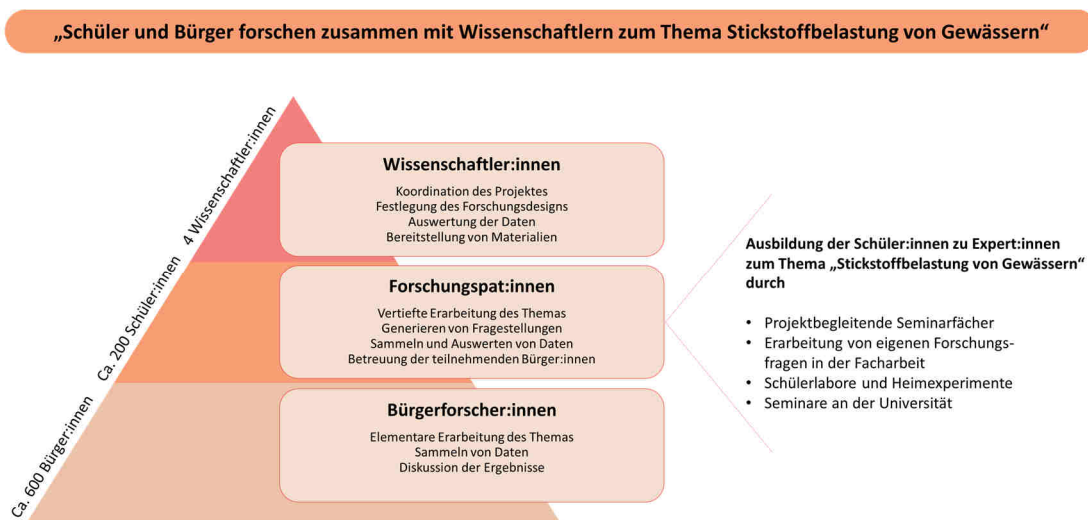 „Schüler und Bürger forschen zusammen mit Wissenschaftlern zum Thema Stickstoffbelastung von Gewässern“
4 Wissenschaftler:innen
Wissenschaftler:innen
Koordination des Projektes
Festlegung des Forschungsdesigns
Auswertung der Daten
Bereitstellung von Materialien
Ca. 200 Schüler:innen
Forschungspat:innen
Vertiefte Erarbeitung des Themas
Generieren von Fragestellungen
Sammeln und Auswerten von Daten
Betreuung der teilnehmenden Bürger:innen
Ca. 600 Bürger:innen
Bürgerforscher:innen
Elementare Erarbeitung des Themas
Sammeln von Daten
Diskussion der Ergebnisse
Ausbildung der Schüler:innen zu Expert:innen
zum Thema „Stickstoffbelastung von Gewässern“
durch
• Projektbegleitende Seminarfächer
• Erarbeitung von eigenen Forschungs-
fragen in der Facharbeit
• Schülerlabore und Heimexperimente
• Seminare an der Universität